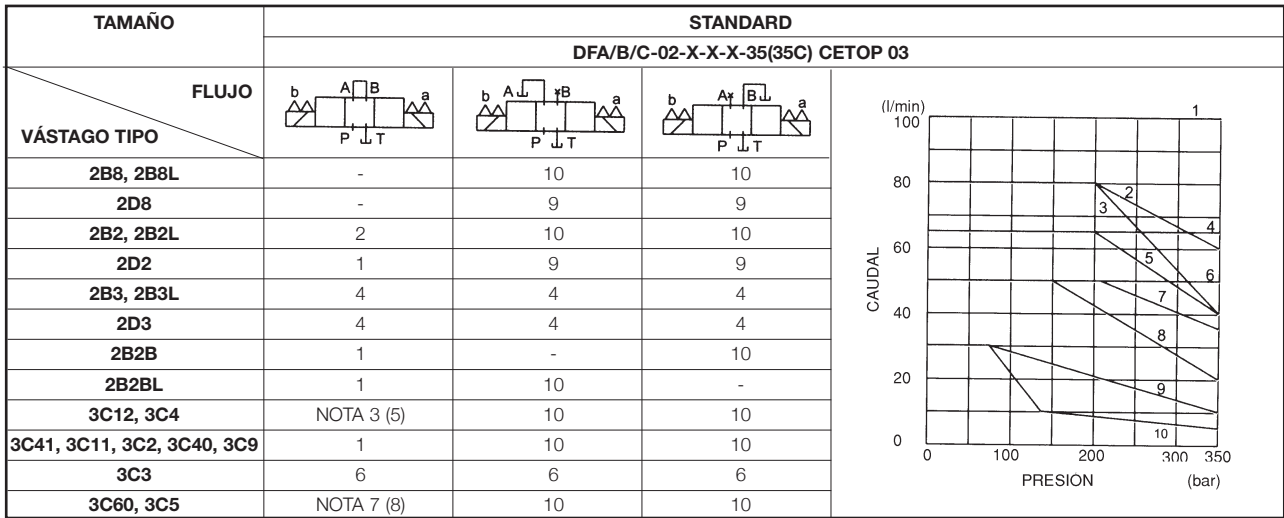 TAMAÑO STANDARD
DFA/B/C-02-X-X-X-35(35C) CETOP 03
FLUJO
VÁSTAGO TIPO
b A B a P T
b A B a P T
b A B a P T
2B8, 2B8L - 10 10
2D8 - 9 9
2B2, 2B2L 2 10 10
2D2 1 9 9
2B3, 2B3L 4 4 4
2D3 4 4 4
2B2B 1 - 10
2B2BL 1 10 -
3C12, 3C4 NOTA 3 (5) 10 10
3C41, 3C11, 3C2, 3C40, 3C9 1 10 10
3C3 6 6 6
3C60, 3C5 NOTA 7 (8) 10 10
(l/min)
100
80
60
40
20
0
CAUDAL
1
2
3
4
5
6
7
8
9
10
0 100 200 300 350
PRESION (bar)